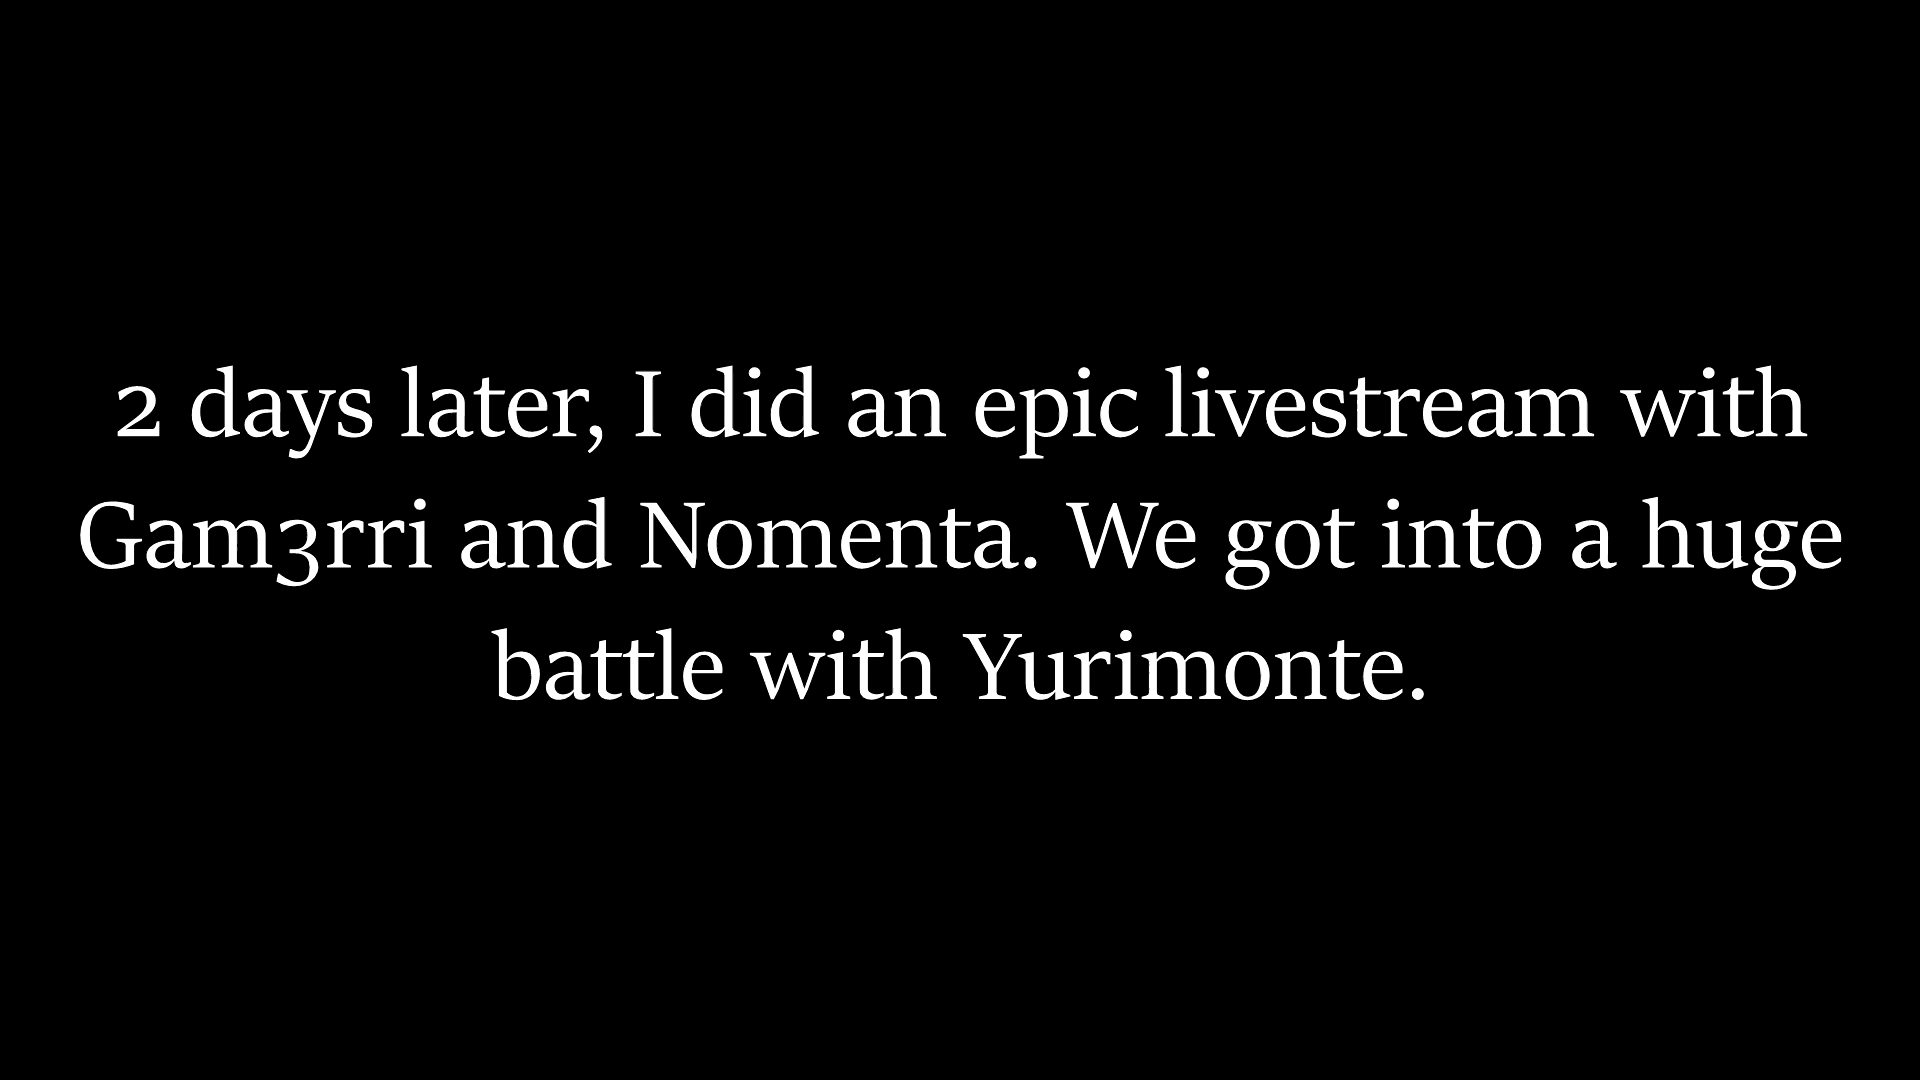 2 days later, I did an epic livestream with
Gam3rri and Nomenta. We got into a huge
battle with Yurimonte.